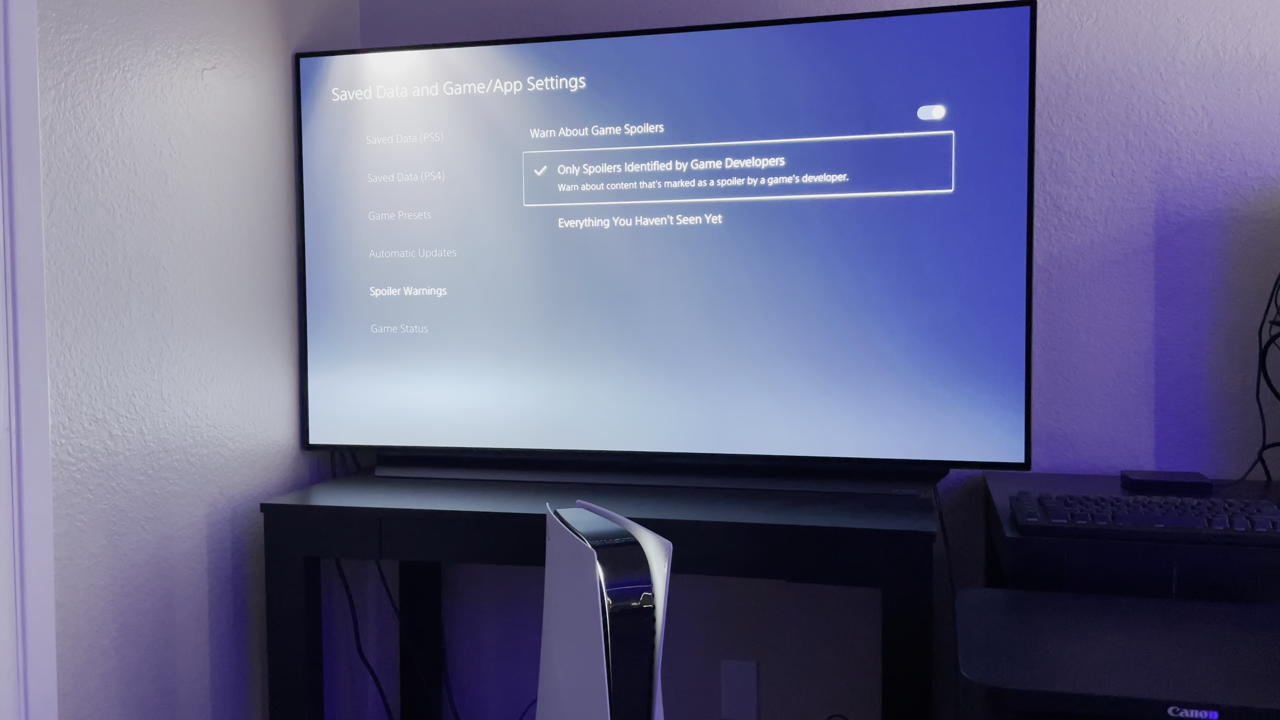 Saved Data and Game/App Settings
Saved Data (PS5)
Saved Data (PS4)
Game Presets
Automatic Updates
Spoiler Warnings
Game Status
Warn About Game Spoilers
Only Spoilers Identified by Game Developers
Warn about content that's marked as a spoiler by a game's developer.
Everything You Haven't Seen Yet
Canon